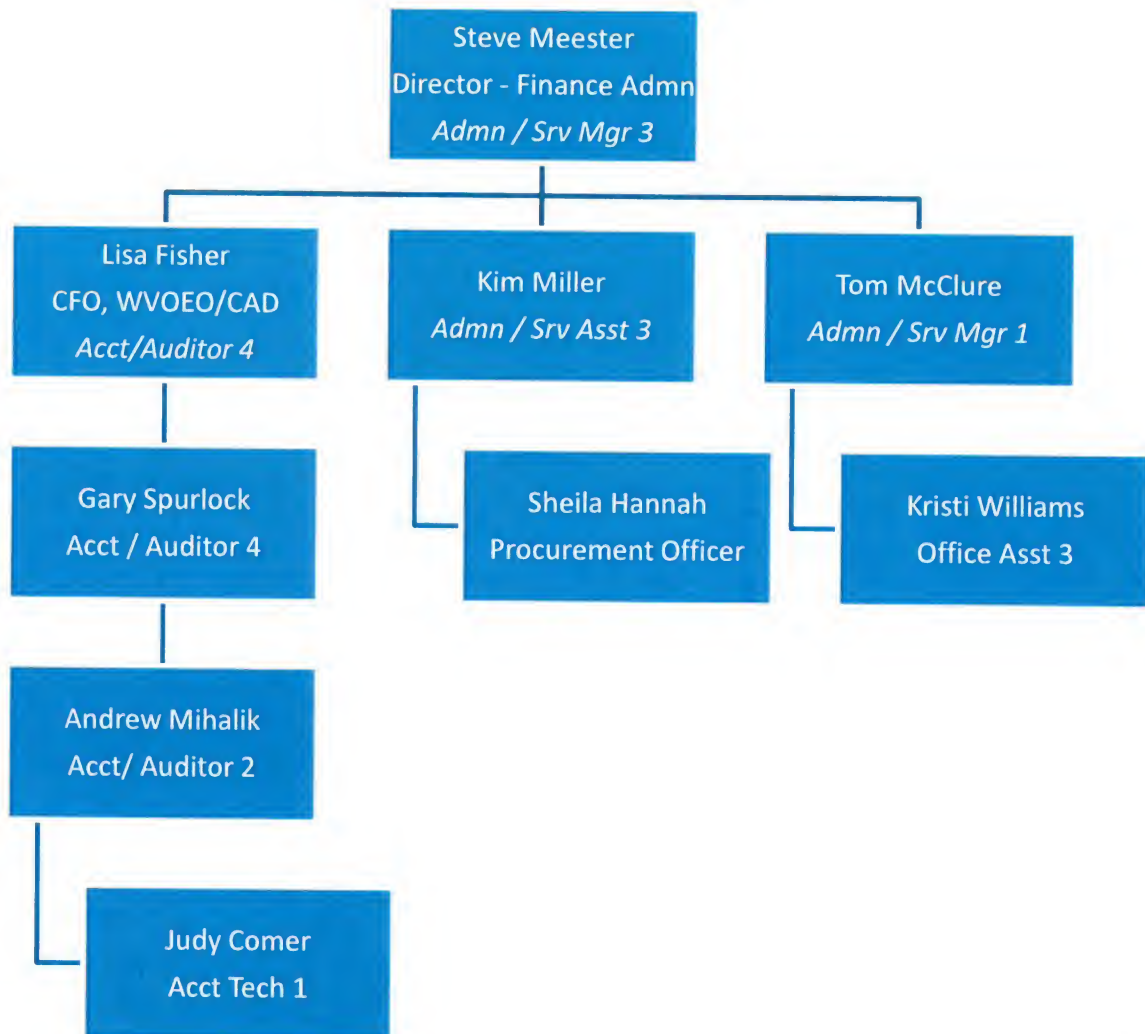 Steve Meester
Director - Finance Admn
Admn / Srv Mgr 3
Lisa Fisher
CFO, WVOEO/CAD
Acct/Auditor 4
Kim Miller
Admn / Srv Asst 3
Tom McClure
Admn / Srv Mgr 1
Gary Spurlock
Acct / Auditor 4
Sheila Hannah
Procurement Officer
Kristi Williams
Office Asst 3
Andrew Mihalik
Acct/ Auditor 2
Judy Comer
Acct Tech 1